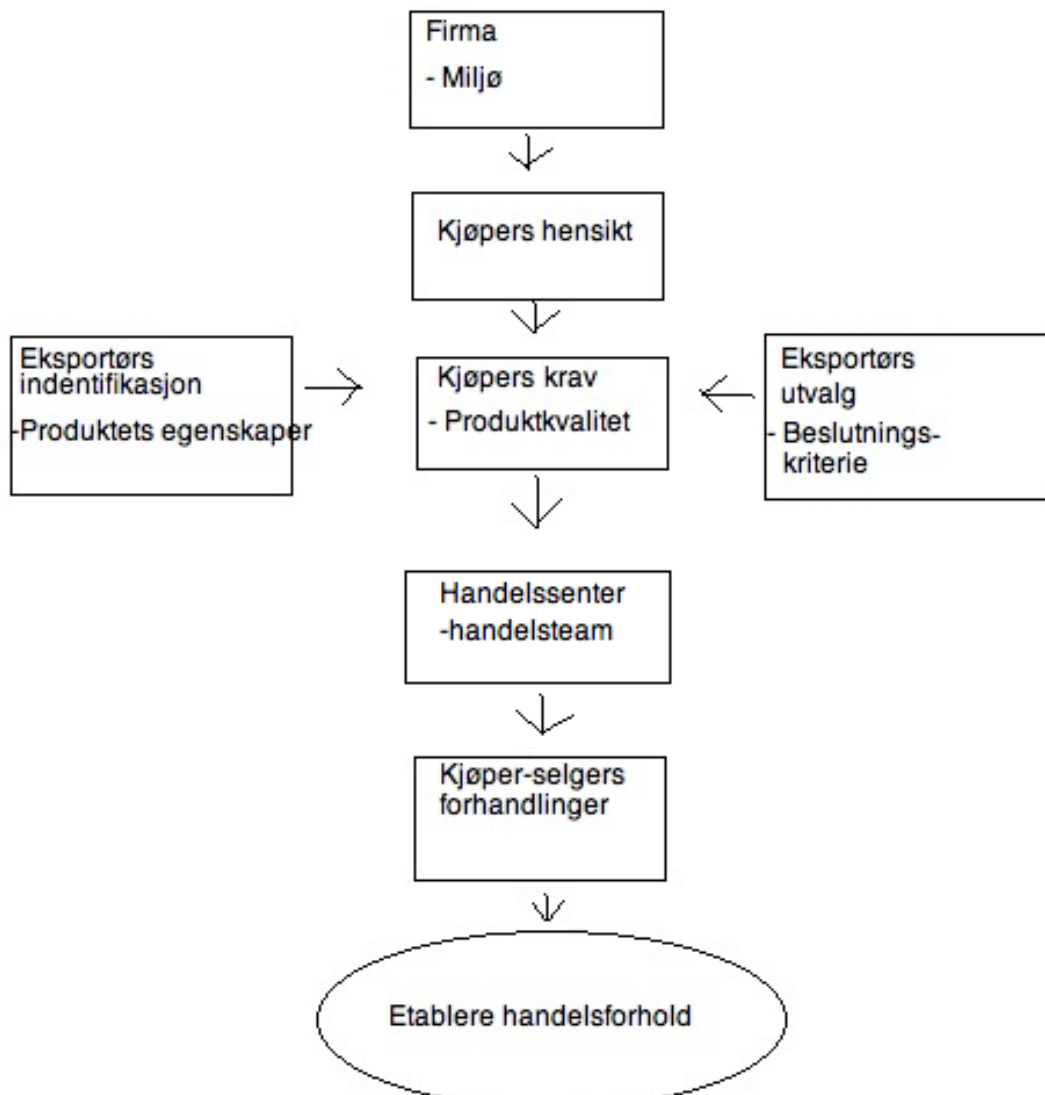 Firma
- Miljø
Kjøpers hensikt
Eksportørs
indentifikasjon
-Produktets egenskaper
Kjøpers krav
- Produktkvalitet
Eksportørs
utvalg
- Beslutnings-
kriterie
Handelssenter
-handelsteam
Kjøper-selgers
forhandlinger
Etablere handelsforhold